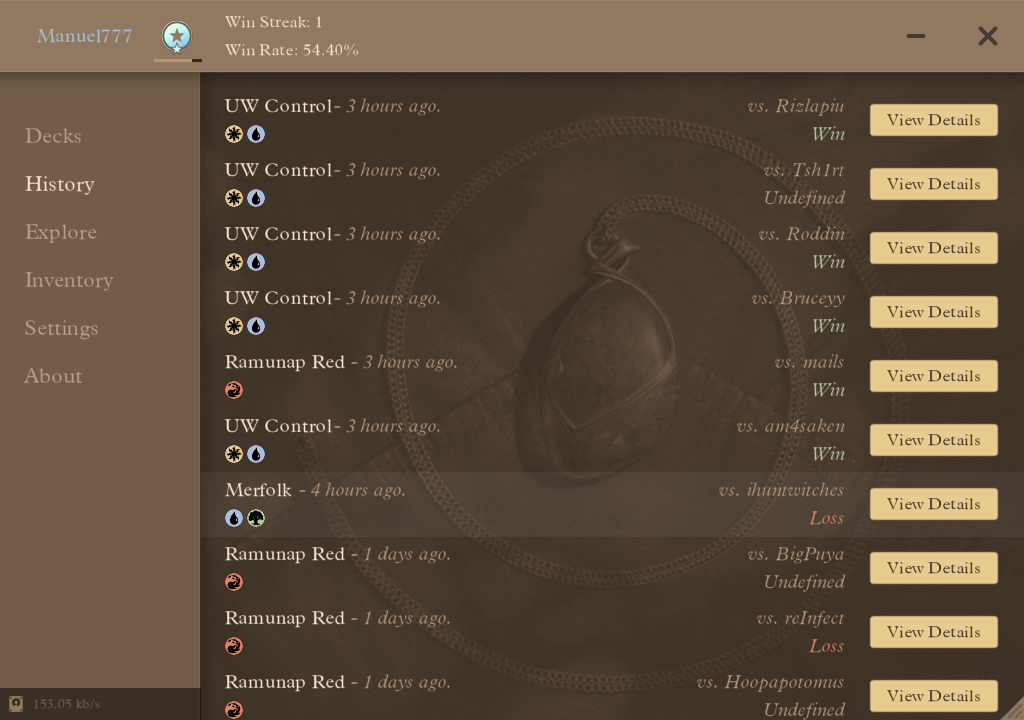 Manuel777
Win Streak: 1
Win Rate: 54.40%
Decks
History
Explore
Inventory
Settings
About
153.05 kb/s
UW Control- 3 hours ago.
vs. Rizlapiu
Win
View Details
UW Control- 3 hours ago.
vs. Tsh1rt
Undefined
View Details
UW Control- 3 hours ago.
vs. Roddin
Win
View Details
UW Control- 3 hours ago.
vs. Bruceyy
Win
View Details
Ramunap Red - 3 hours ago.
vs. mails
Win
View Details
UW Control- 3 hours ago.
vs. am4saken
Win
View Details
Merfolk - 4 hours ago.
vs. ihuntwitches
Loss
View Details
Ramunap Red - 1 days ago.
vs. BigPuya
Undefined
View Details
Ramunap Red - 1 days ago.
vs. reInfect
Loss
View Details
Ramunap Red - 1 days ago.
vs. Hoopapotomus
Undefined
View Details